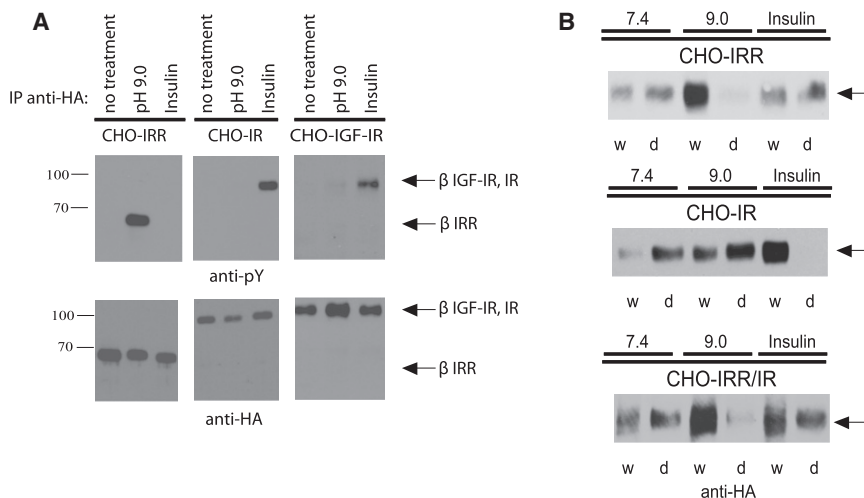 A
IP anti-HA:
no treatment
pH 9.0
Insulin
no treatment
pH 9.0
Insulin
no treatment
pH 9.0
Insulin
CHO-IRR
CHO-IR
CHO-IGF-IR
100
70
β IGF-IR, IR
β IRR
anti-pY
100
70
β IGF-IR, IR
β IRR
anti-HA
B
7.4 9.0 Insulin
CHO-IRR
w d w d w d
7.4 9.0 Insulin
CHO-IR
w d w d w d
7.4 9.0 Insulin
CHO-IRR/IR
w d w d w d
anti-HA